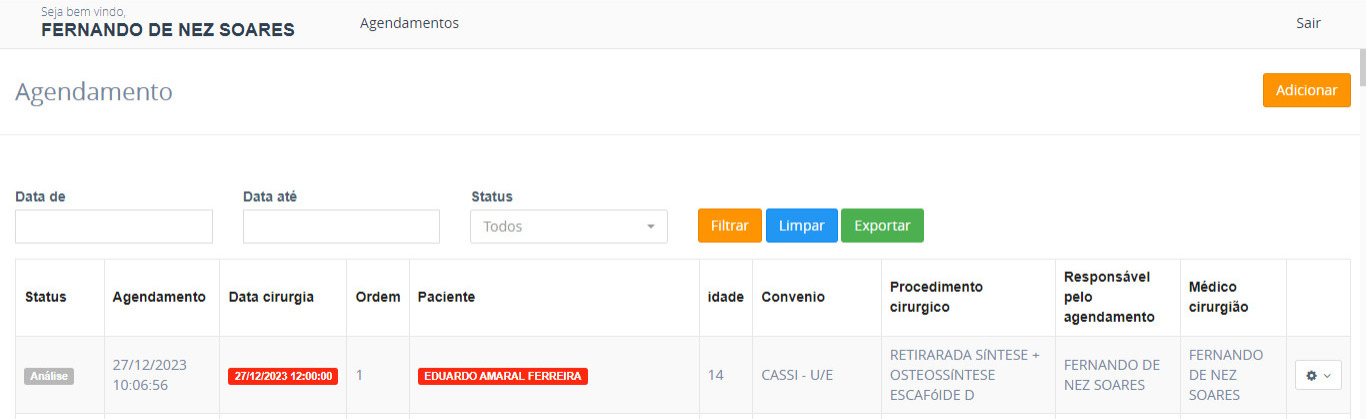 Seja bem vindo,
FERNANDO DE NEZ SOARES
Agendamentos
Sair
Agendamento
Adicionar
Data de
Data até
Status
Todos
Filtrar
Limpar
Exportar
Status
Agendamento
Data cirurgia
Ordem
Paciente
idade
Convenio
Procedimento
cirurgico
Responsável
pelo
agendamento
Médico
cirurgião
Análise
27/12/2023
10:06:56
27/12/2023 12:00:00
1
EDUARDO AMARAL FERREIRA
14
CASSI - U/E
RETIRARADA SíNTESE +
OSTEOSSíNTESE
ESCAFóIDE D
FERNANDO DE
NEZ SOARES
FERNANDO
DE NEZ
SOARES